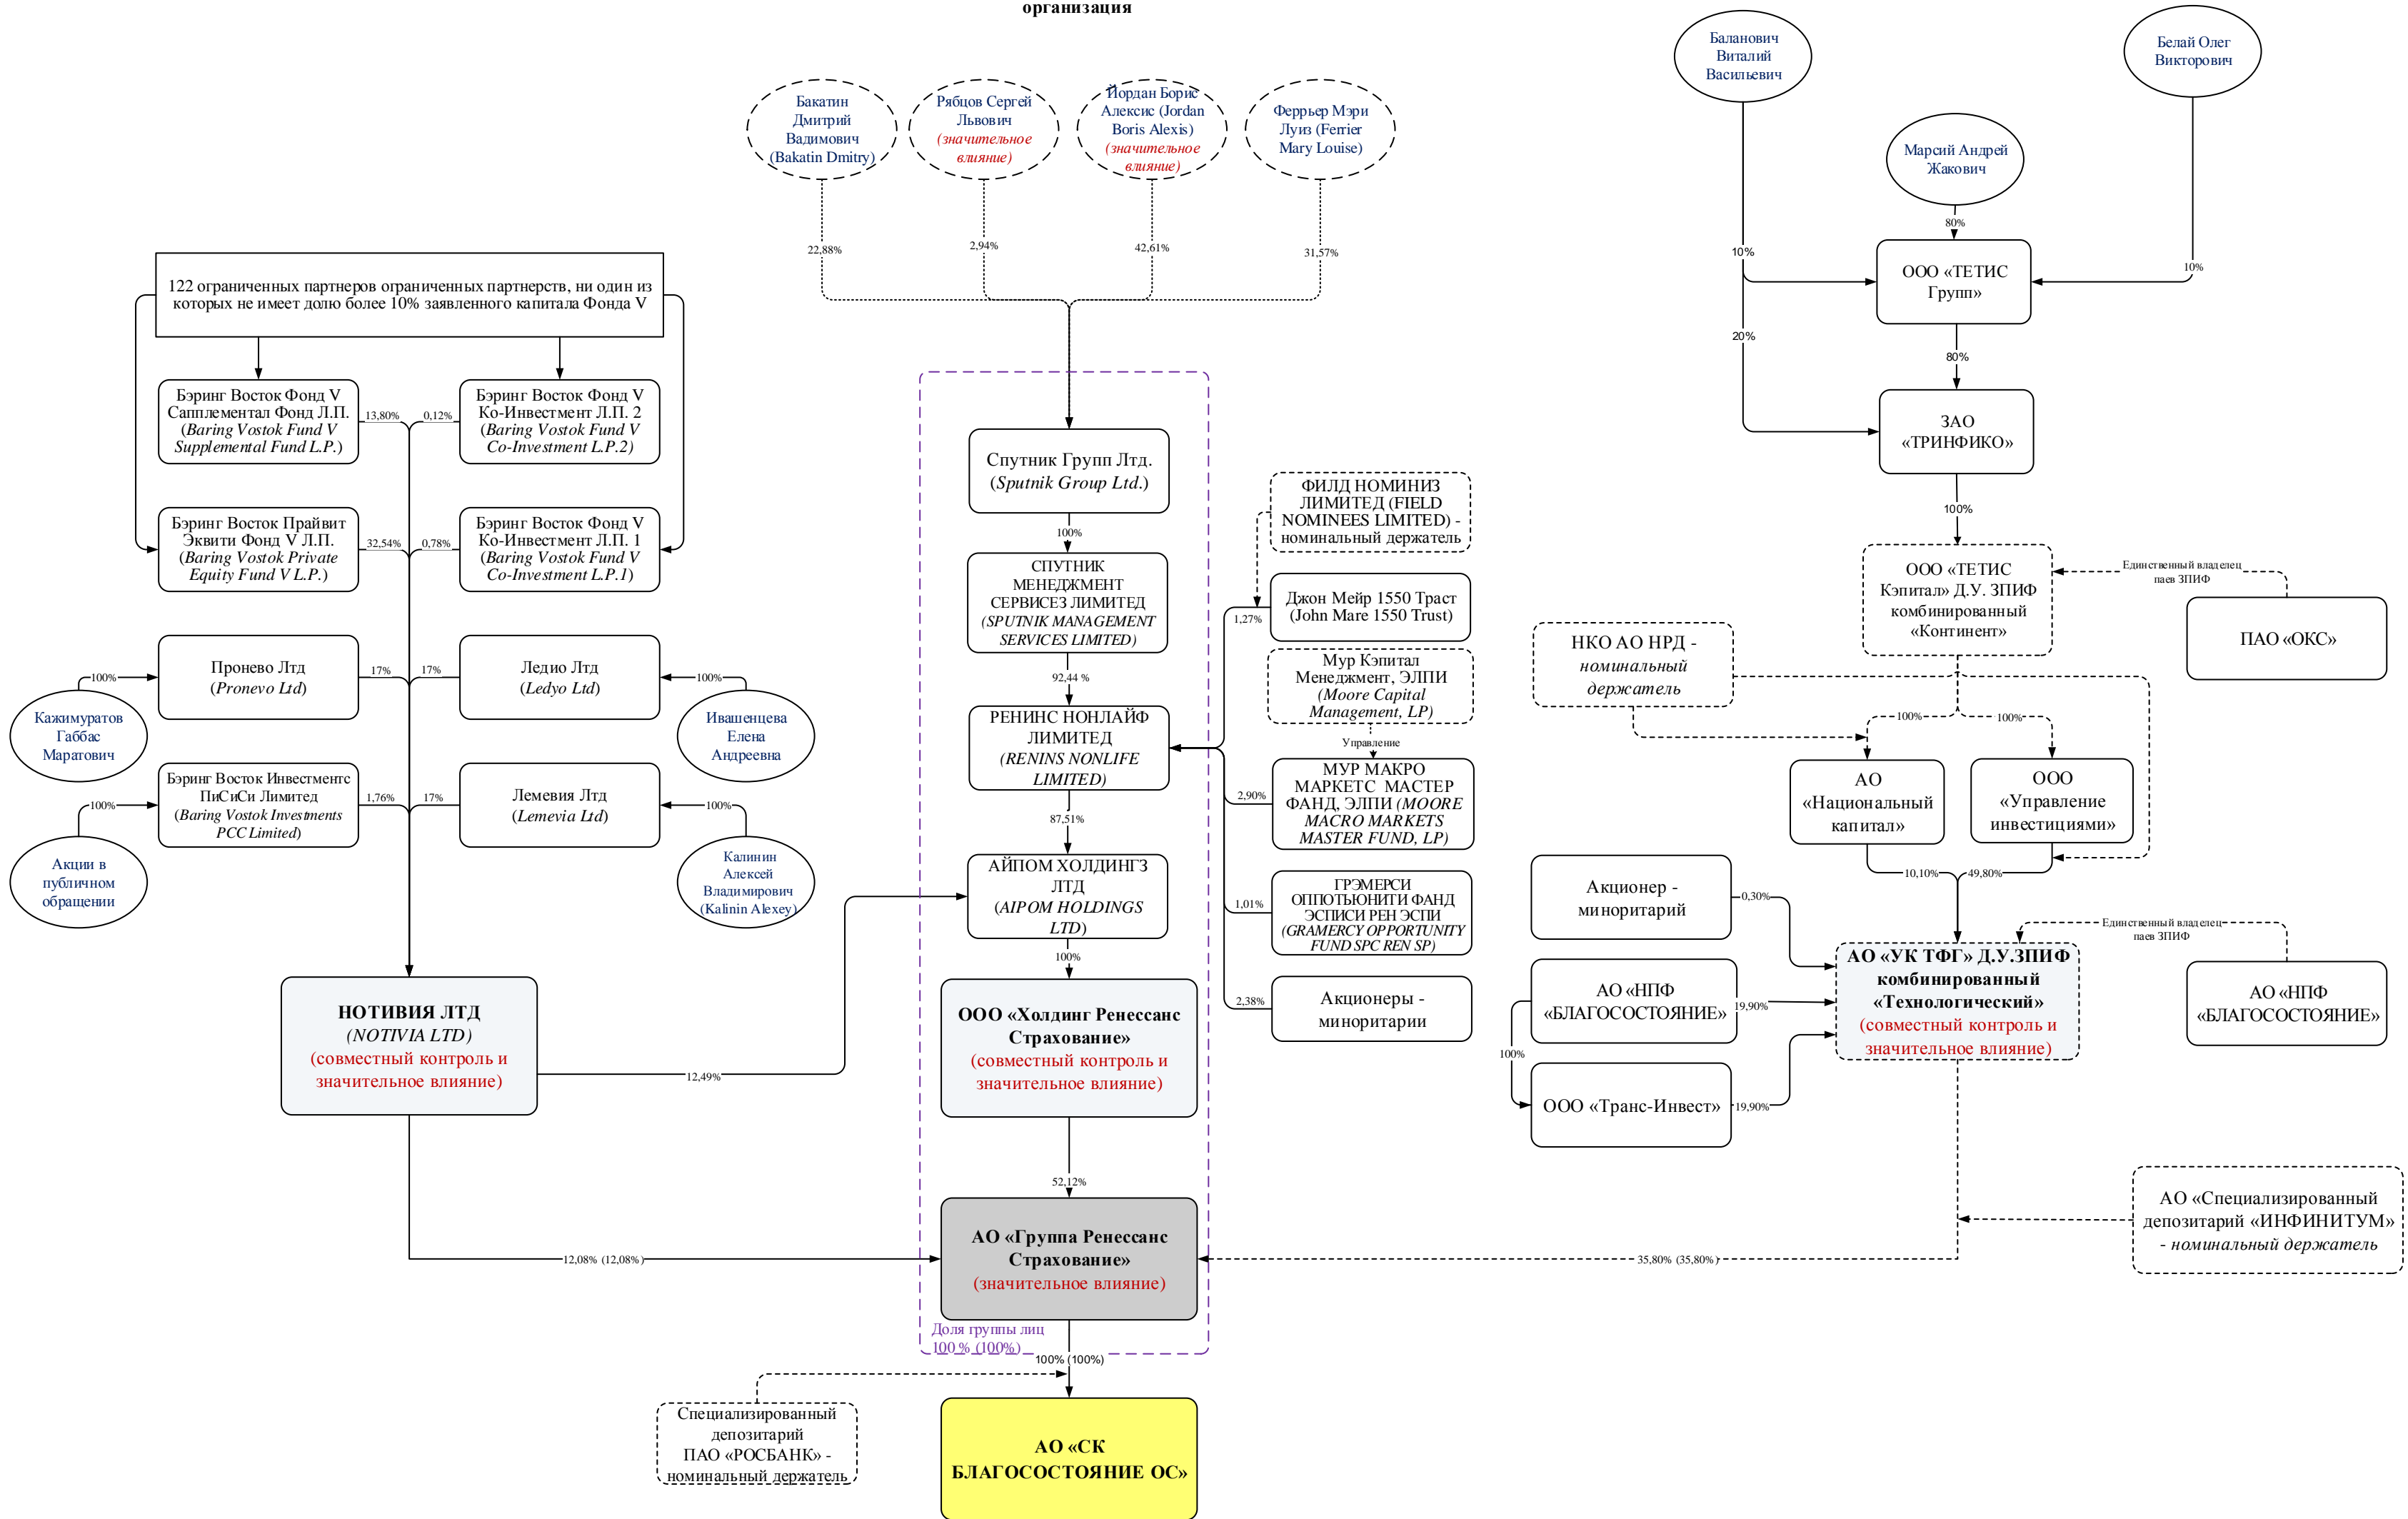 организация
Бакатин
Дмитрий
Вадимович
(Bakatin Dmitry)
Рябцов Сергей
Львович
(значительное
влияние)
Йордан Борис
Алексис (Jordan
Boris Alexis)
(значительное
влияние)
Феррьер Мэри
Луиз (Ferrier
Mary Louise)
22,88%
2,94%
42,61%
31,57%
Баланович
Виталий
Васильевич
Белай Олег
Викторович
Марсий Андрей
Жакович
80%
10%
10%
20%
ООО «ТЕТИС
Групп»
80%
ЗАО
«ТРИНФИКО»
100%
122 ограниченных партнеров ограниченных партнерств, ни один из
которых не имеет долю более 10% заявленного капитала Фонда V
Бэринг Восток Фонд V
Сапплементал Фонд Л.П.
(Baring Vostok Fund V
Supplemental Fund L.P.)
13,80%
0,12%
Бэринг Восток Фонд V
Ко-Инвестмент Л.П. 2
(Baring Vostok Fund V
Co-Investment L.P.2)
Бэринг Восток Прайвит
Эквити Фонд V Л.П.
(Baring Vostok Private
Equity Fund V L.P.)
32,54%
0,78%
Бэринг Восток Фонд V
Ко-Инвестмент Л.П. 1
(Baring Vostok Fund V
Co-Investment L.P.1)
Пронево Лтд
(Pronevo Ltd)
17%
17%
Ледио Лтд
(Ledyo Ltd)
100%
100%
Кажимуратов
Габбас
Маратович
Ивашенцева
Елена
Андреевна
Бэринг Восток Инвестментс
ПиСиСи Лимитед
(Baring Vostok Investments
PCC Limited)
1,76%
17%
Лемевия Лтд
(Lemevia Ltd)
100%
100%
Акции в
публичном
обращении
Калинин
Алексей
Владимирович
(Kalinin Alexey)
НОТИВИЯ ЛТД
(NOTIVIA LTD)
(совместный контроль и
значительное влияние)
12,49%
12,08% (12,08%)
Спутник Групп Лтд.
(Sputnik Group Ltd.)
100%
СПУТНИК
МЕНЕДЖМЕНТ
СЕРВИСЕЗ ЛИМИТЕД
(SPUTNIK MANAGEMENT
SERVICES LIMITED)
92,44 %
РЕНИНС НОНЛАЙФ
ЛИМИТЕД
(RENINS NONLIFE
LIMITED)
87,51%
АЙПОМ ХОЛДИНГЗ
ЛТД
(AIPOM HOLDINGS
LTD)
100%
ООО «Холдинг Ренессанс
Страхование»
(совместный контроль и
значительное влияние)
52,12%
АО «Группа Ренессанс
Страхование»
(значительное влияние)
Доля группы лиц
100 % (100%)
100% (100%)
Специализированный
депозитарий
ПАО «РОСБАНК» -
номинальный держатель
АО «СК
БЛАГОСОСТОЯНИЕ ОС»
ФИЛД НОМИНИЗ
ЛИМИТЕД (FIELD
NOMINEES LIMITED) -
номинальный держатель
Джон Мейр 1550 Траст
(John Mare 1550 Trust)
1,27%
Мур Кэпитал
Менеджмент, ЭЛПИ
(Moore Capital
Management, LP)
Управление
МУР МАКРО
МАРКЕТС МАСТЕР
ФАНД, ЭЛПИ (MOORE
MACRO MARKETS
MASTER FUND, LP)
2,90%
ГРЭМЕРСИ
ОППОТЬЮНИТИ ФАНД
ЭСПИСИ РЕН ЭСПИ
(GRAMERCY OPPORTUNITY
FUND SPC REN SP)
1,01%
Акционеры -
миноритарии
2,38%
ООО «ТЕТИС
Кэпитал» Д.У. ЗПИФ
комбинированный
«Континент»
Единственный владелец
паев ЗПИФ
ПАО «ОКС»
НКО АО НРД -
номинальный
держатель
100%
100%
АО
«Национальный
капитал»
ООО
«Управление
инвестициями»
10,10%
49,80%
Акционер -
миноритарий
0,30%
АО «НПФ
«БЛАГОСОСТОЯНИЕ»
19,90%
100%
ООО «Транс-Инвест»
19,90%
АО «УК ТФГ» Д.У.ЗПИФ
комбинированный
«Технологический»
(совместный контроль и
значительное влияние)
Единственный владелец
паев ЗПИФ
АО «НПФ
«БЛАГОСОСТОЯНИЕ»
АО «Специализированный
депозитарий «ИНФИНИТУМ»
- номинальный держатель
35,80% (35,80%)